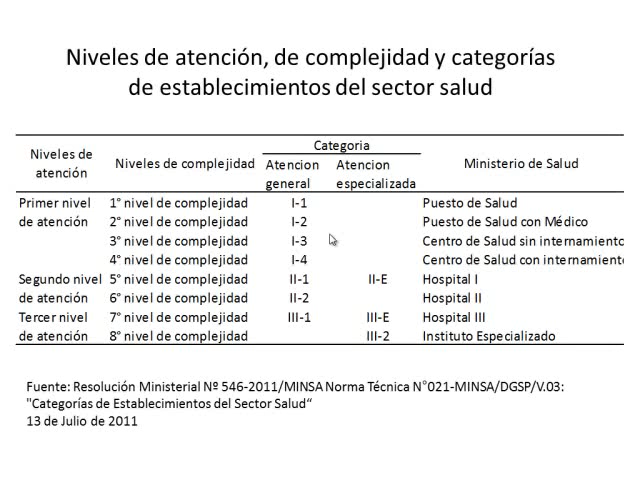 Niveles de atención, de complejidad y categorías
de establecimientos del sector salud
Categoria
Niveles de atención Niveles de complejidad Atencion general Atencion especializada Ministerio de Salud
Primer nivel 1° nivel de complejidad I-1 Puesto de Salud
de atención 2° nivel de complejidad I-2 Puesto de Salud con Médico
3° nivel de complejidad I-3 Centro de Salud sin internamiento
4° nivel de complejidad I-4 Centro de Salud con internamiento
Segundo nivel 5° nivel de complejidad II-1 II-E Hospital I
de atención 6° nivel de complejidad II-2 Hospital II
Tercer nivel 7° nivel de complejidad III-1 III-E Hospital III
de atención 8° nivel de complejidad III-2 Instituto Especializado
Fuente: Resolución Ministerial Nº 546-2011/MINSA Norma Técnica N°021-MINSA/DGSP/V.03:
"Categorías de Establecimientos del Sector Salud“
13 de Julio de 2011